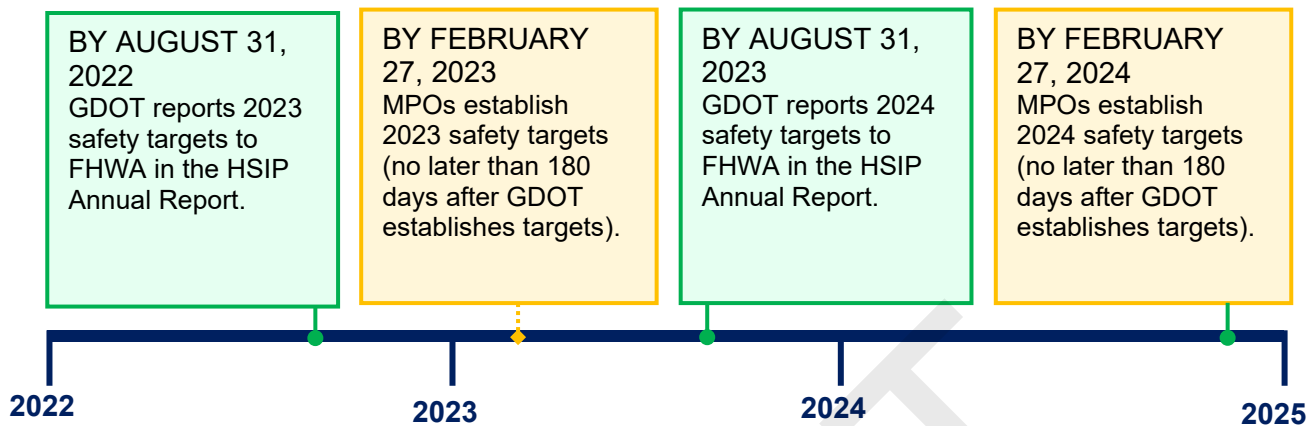 BY AUGUST 31,
2022
GDOT reports 2023
safety targets to
FHWA in the HSIP
Annual Report.
BY FEBRUARY
27, 2023
MPOs establish
2023 safety targets
(no later than 180
days after GDOT
establishes targets).
BY AUGUST 31,
2023
GDOT reports 2024
safety targets to
FHWA in the HSIP
Annual Report.
BY FEBRUARY
27, 2024
MPOs establish
2024 safety targets
(no later than 180
days after GDOT
establishes targets).
2022
2023
2024
2025